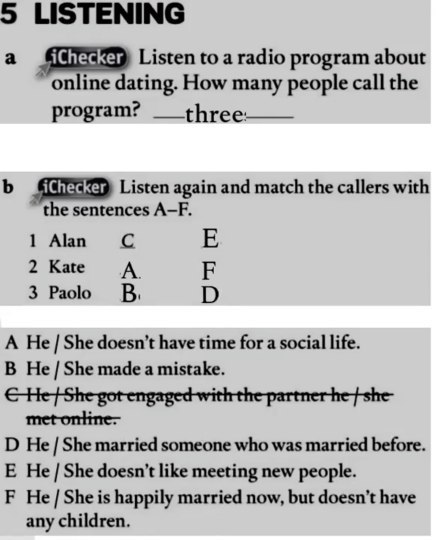 5 LISTENING
a iChecker Listen to a radio program about
online dating. How many people call the
program? three
b iChecker Listen again and match the callers with
the sentences A–F.
1 Alan C E
2 Kate A F
3 Paolo B D
A He / She doesn't have time for a social life.
B He / She made a mistake.
C He / She got engaged with the partner he / she
met online.
D He / She married someone who was married before.
E He / She doesn't like meeting new people.
F He / She is happily married now, but doesn't have
any children.